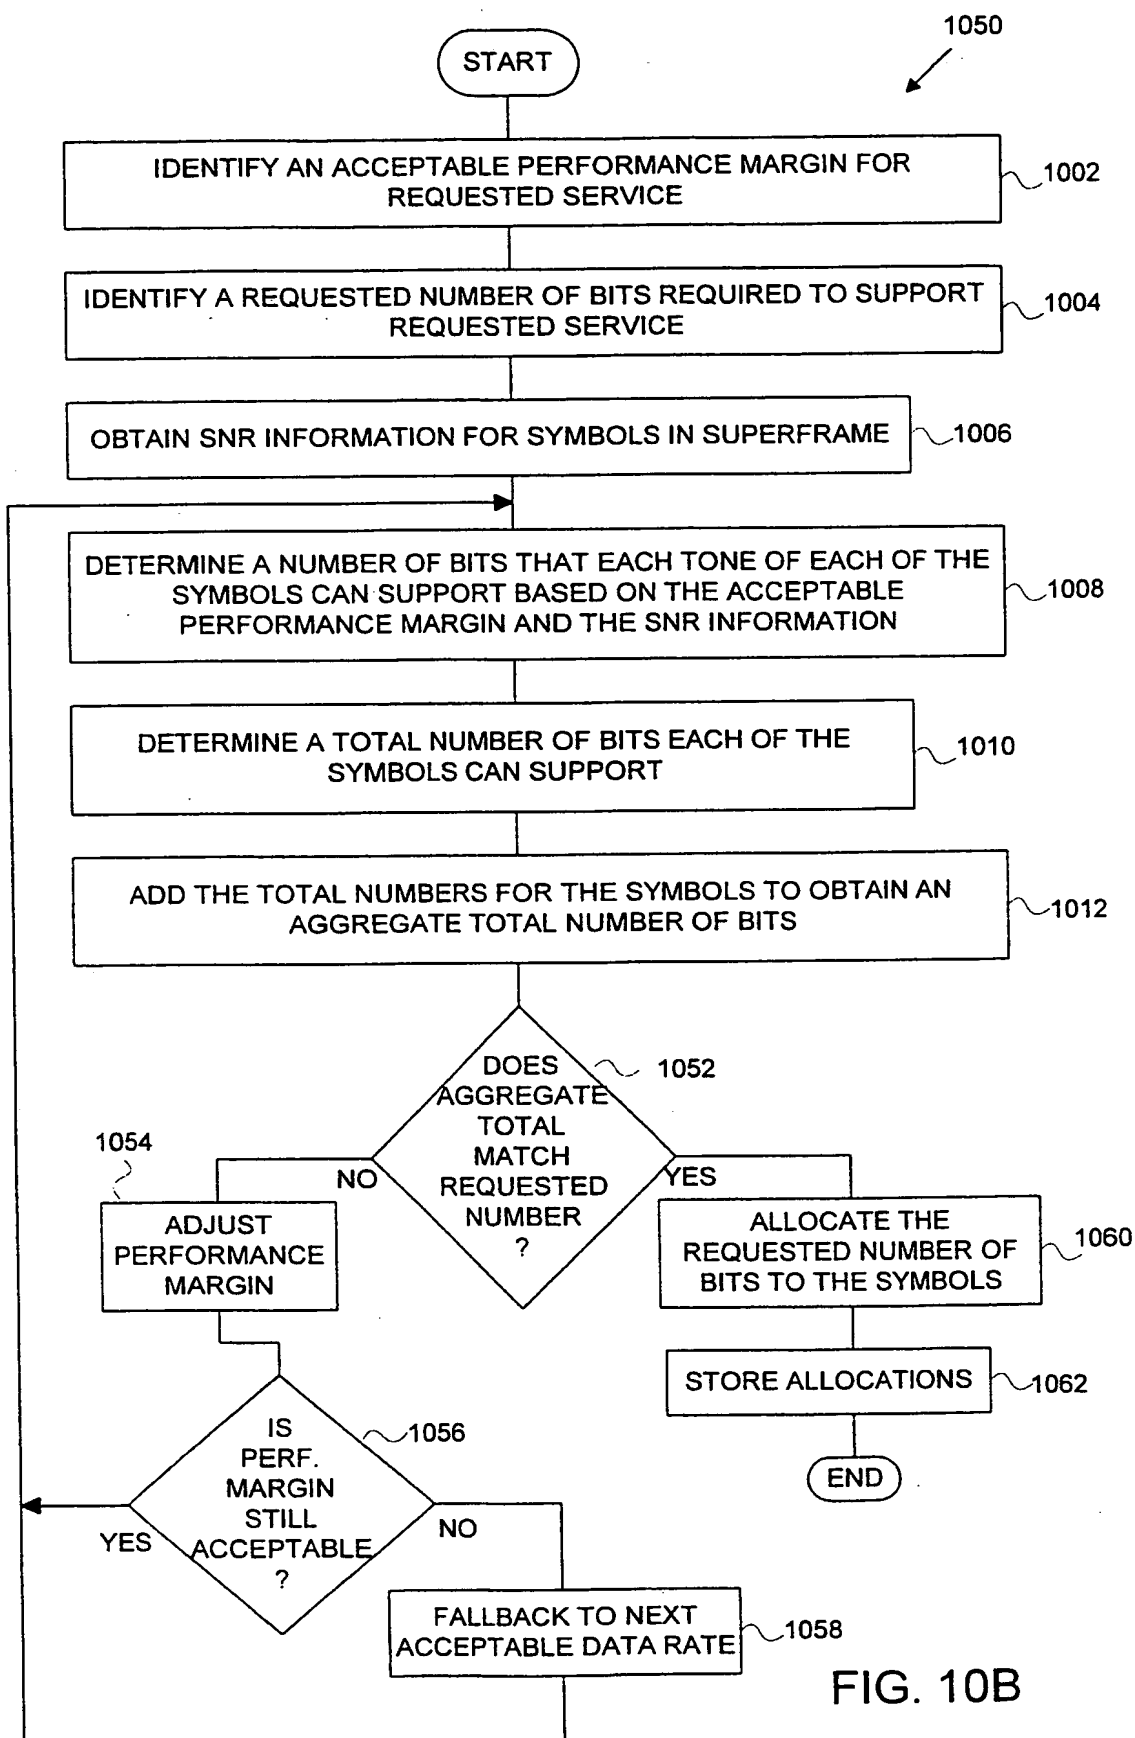 1050
START
IDENTIFY AN ACCEPTABLE PERFORMANCE MARGIN FOR
REQUESTED SERVICE
1002
IDENTIFY A REQUESTED NUMBER OF BITS REQUIRED TO SUPPORT
REQUESTED SERVICE
1004
OBTAIN SNR INFORMATION FOR SYMBOLS IN SUPERFRAME
1006
DETERMINE A NUMBER OF BITS THAT EACH TONE OF EACH OF THE
SYMBOLS CAN SUPPORT BASED ON THE ACCEPTABLE
PERFORMANCE MARGIN AND THE SNR INFORMATION
1008
DETERMINE A TOTAL NUMBER OF BITS EACH OF THE
SYMBOLS CAN SUPPORT
1010
ADD THE TOTAL NUMBERS FOR THE SYMBOLS TO OBTAIN AN
AGGREGATE TOTAL NUMBER OF BITS
1012
DOES
AGGREGATE
TOTAL
MATCH
REQUESTED
NUMBER
?
1052
NO
YES
1054
ADJUST
PERFORMANCE
MARGIN
ALLOCATE THE
REQUESTED NUMBER OF
BITS TO THE SYMBOLS
1060
STORE ALLOCATIONS
1062
END
IS
PERF.
MARGIN
STILL
ACCEPTABLE
?
1056
YES
NO
FALLBACK TO NEXT
ACCEPTABLE DATA RATE
1058
FIG. 10B